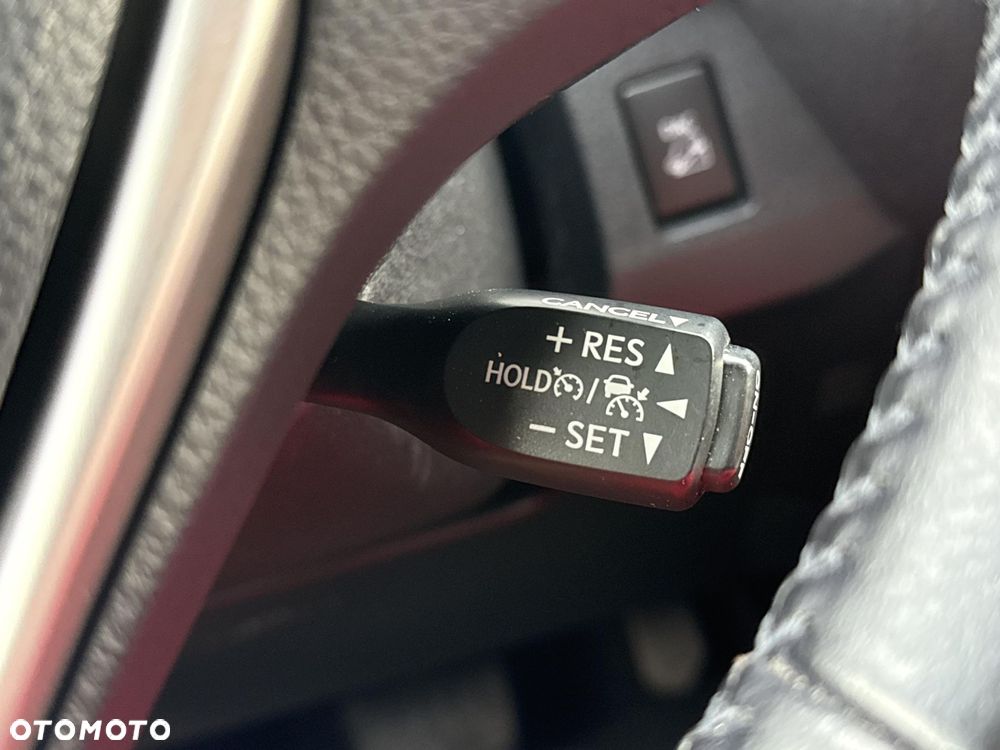 CANCEL▼
+ RES ▲
HOLD / ◀
− SET ▼
OTOMOTO